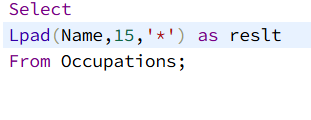 Select
Lpad(Name,15,'*') as reslt
From Occupations;